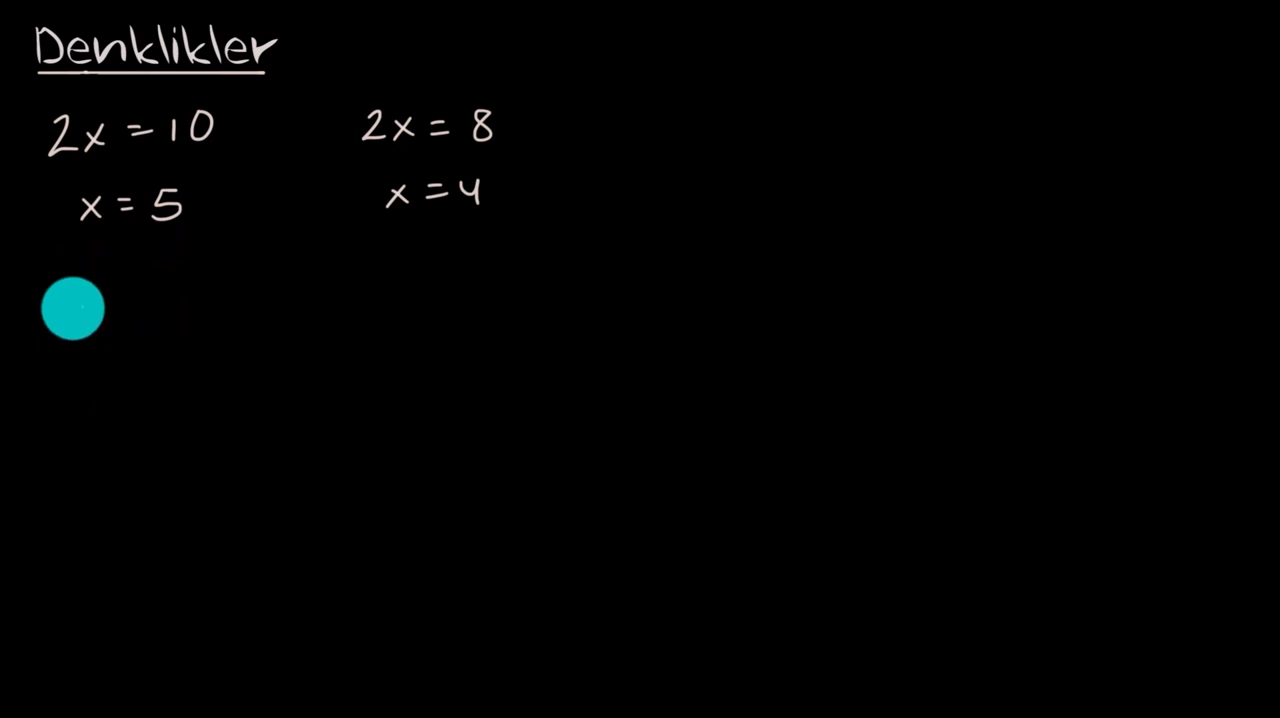 Denklikler
2x = 10
x = 5
2x = 8
x = 4